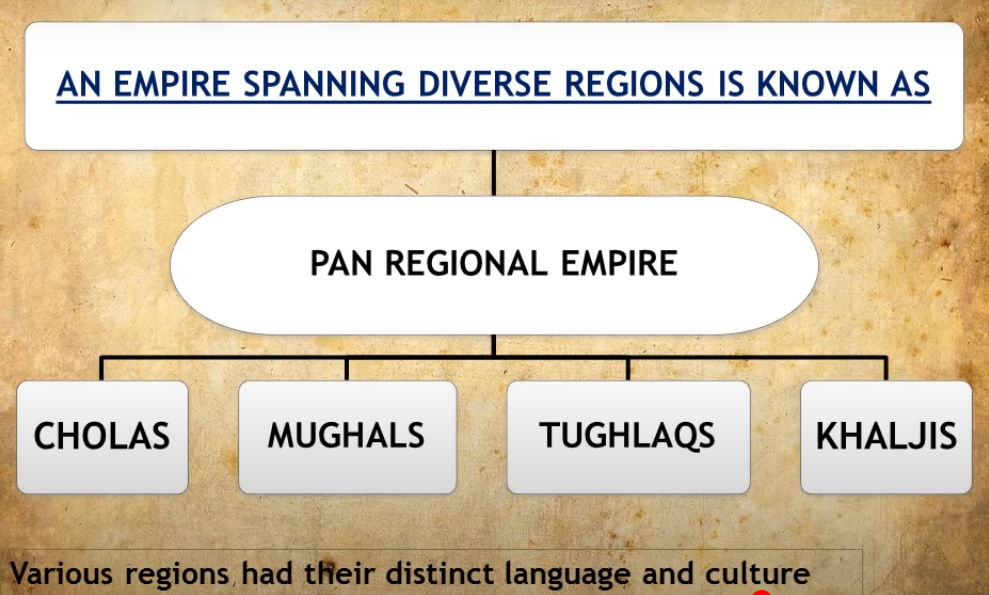 AN EMPIRE SPANNING DIVERSE REGIONS IS KNOWN AS
PAN REGIONAL EMPIRE
CHOLAS
MUGHALS
TUGHLAQS
KHALJIS
Various regions had their distinct language and culture